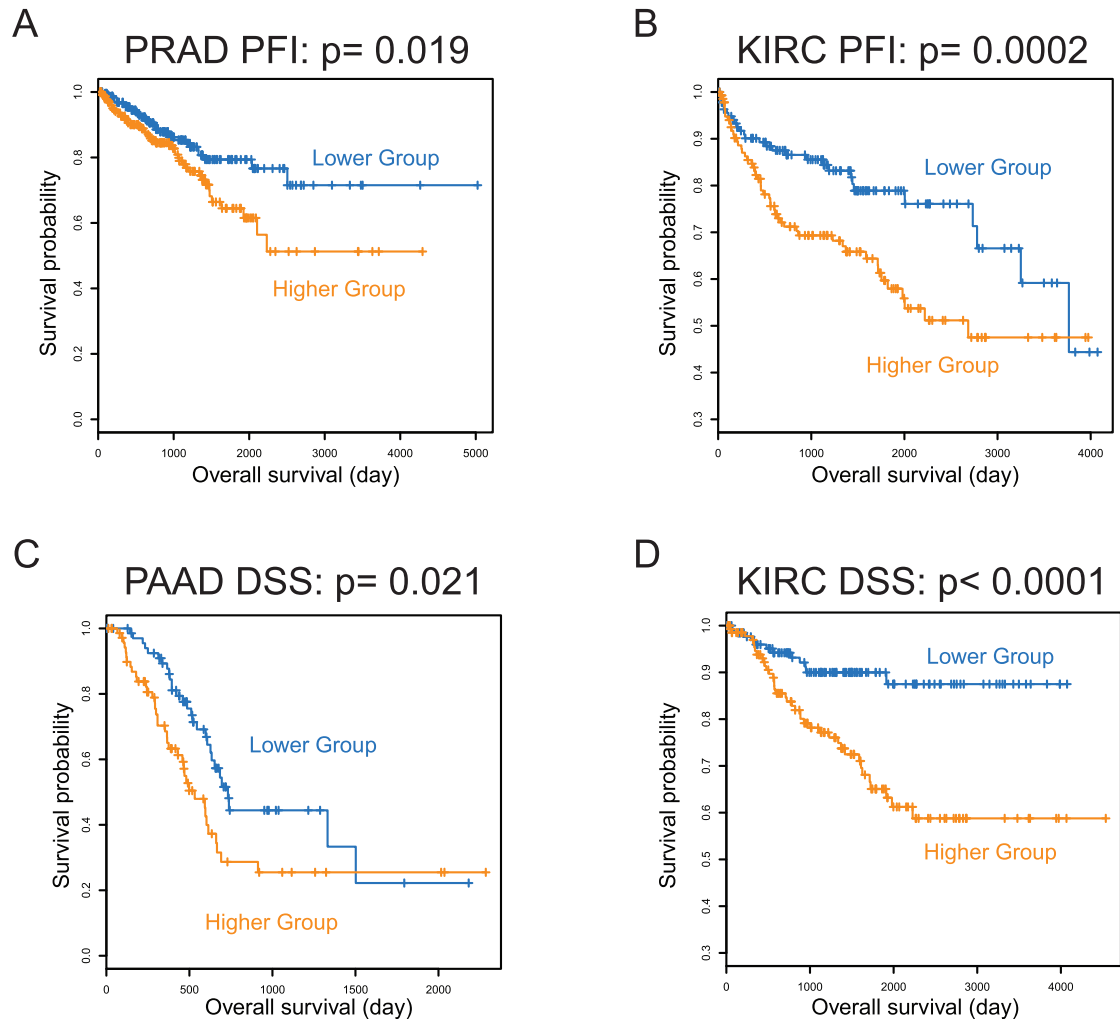 A
PRAD PFI: p= 0.019
Survival probability
1.0
0.8
0.6
0.4
0.2
0.0
Lower Group
Higher Group
0 1000 2000 3000 4000 5000
Overall survival (day)
B
KIRC PFI: p= 0.0002
Survival probability
1.0
0.9
0.8
0.7
0.6
0.5
0.4
0.3
Lower Group
Higher Group
0 1000 2000 3000 4000
Overall survival (day)
C
PAAD DSS: p= 0.021
Survival probability
1.0
0.8
0.6
0.4
0.2
0.0
Lower Group
Higher Group
0 500 1000 1500 2000
Overall survival (day)
D
KIRC DSS: p< 0.0001
Survival probability
1.0
0.9
0.8
0.7
0.6
0.5
0.4
0.3
Lower Group
Higher Group
0 1000 2000 3000 4000
Overall survival (day)